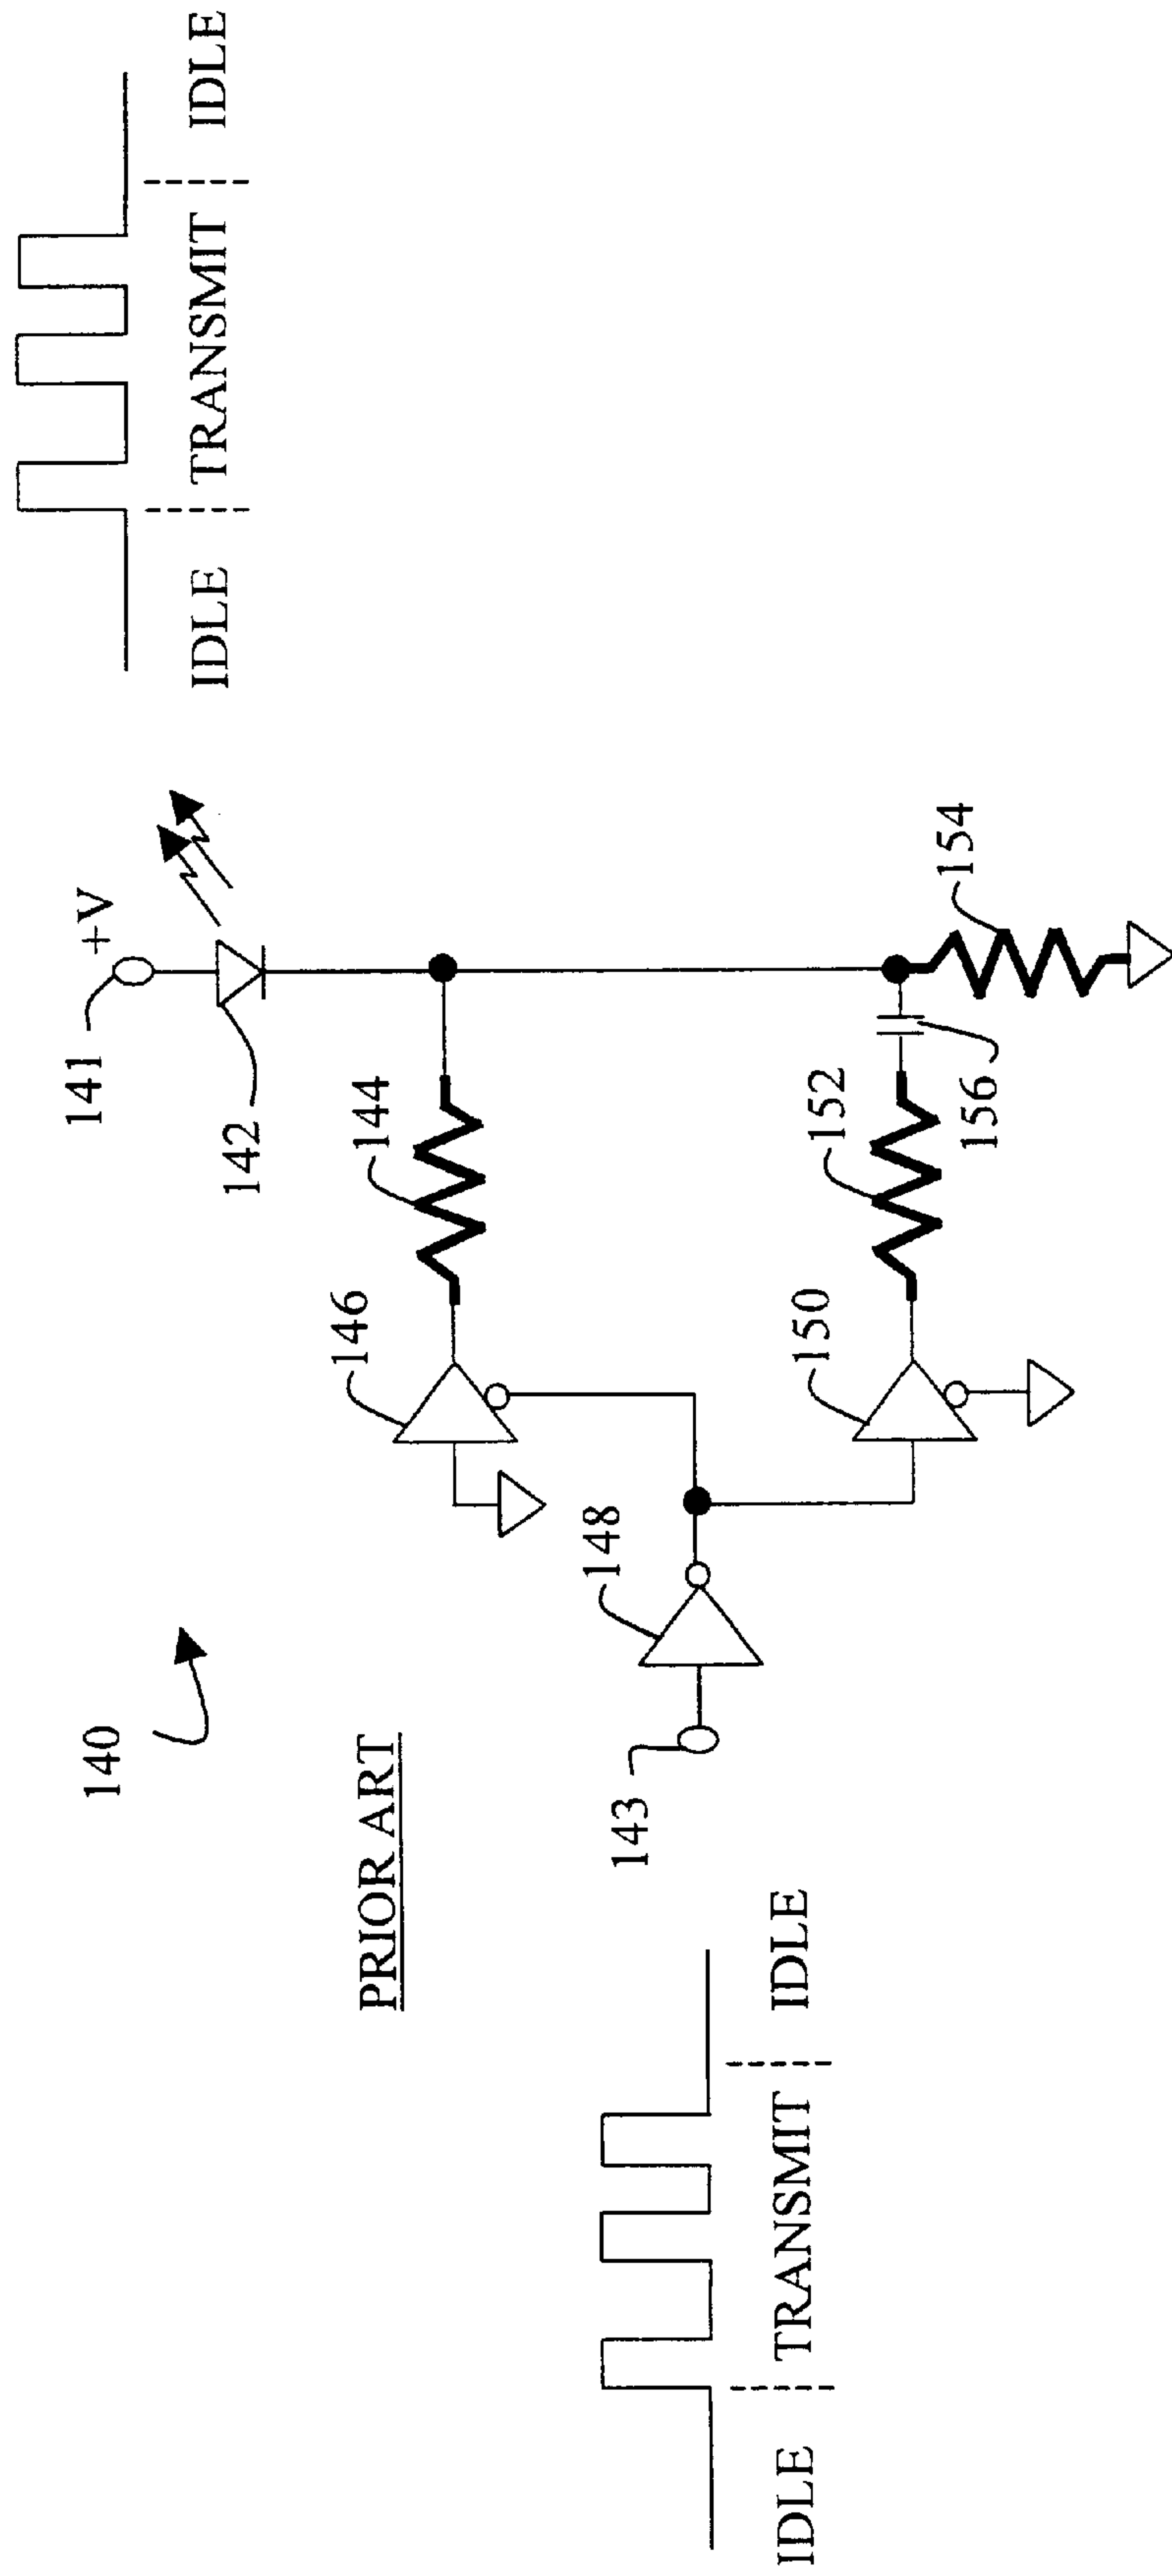 140
PRIOR ART
141
+V
142
144
146
148
143
150
152
156
154
IDLE
TRANSMIT
IDLE
IDLE
TRANSMIT
IDLE